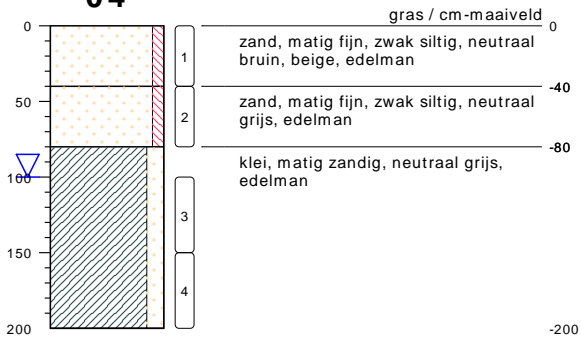 04
gras / cm-maaiveld
0
0
zand, matig fijn, zwak siltig, neutraal
bruin, beige, edelman
1
-40
50
zand, matig fijn, zwak siltig, neutraal
grijs, edelman
2
-80
klei, matig zandig, neutraal grijs,
edelman
100
3
150
4
200
-200